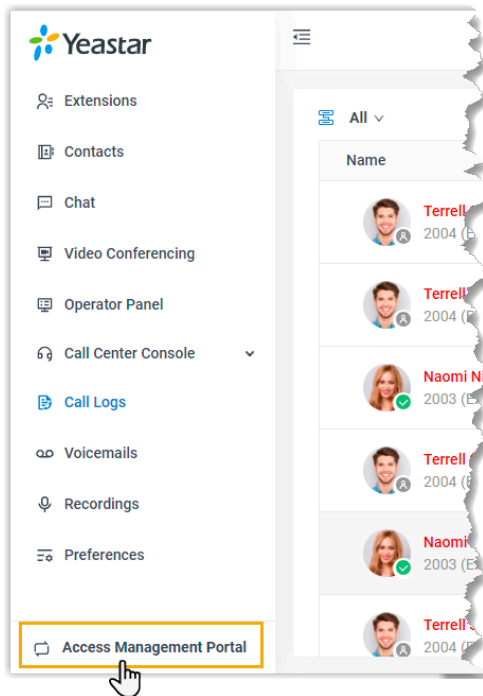 Yeastar
Extensions
Contacts
Chat
Video Conferencing
Operator Panel
Call Center Console
Call Logs
Voicemails
Recordings
Preferences
Access Management Portal
All
Name
Terrell
2004
Terrell
2004
Naomi
2003
Terrell
2004
Naomi
2003
Terrell
2004